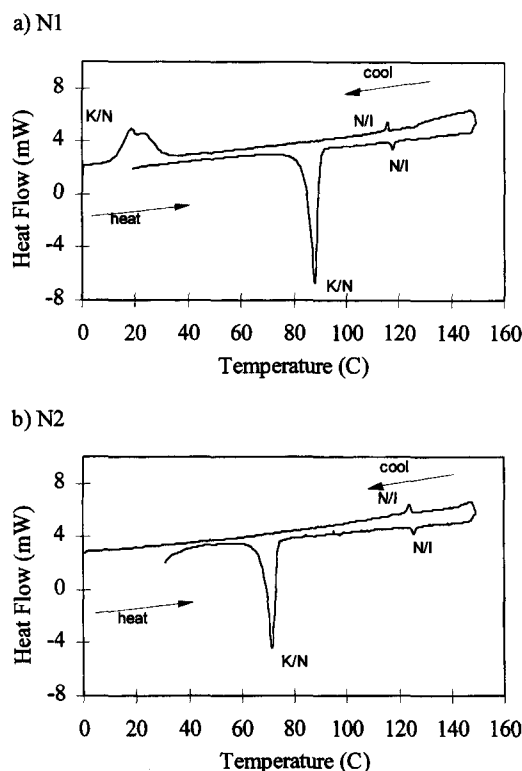 a) N1
8
cool
K/N
N/I
4
N/I
0
heat
-4
K/N
-8
0 20 40 60 80 100 120 140 160
Heat Flow (mW)
Temperature (C)
b) N2
8
cool
N/I
4
N/I
0
heat
-4
K/N
-8
0 20 40 60 80 100 120 140 160
Heat Flow (mW)
Temperature (C)